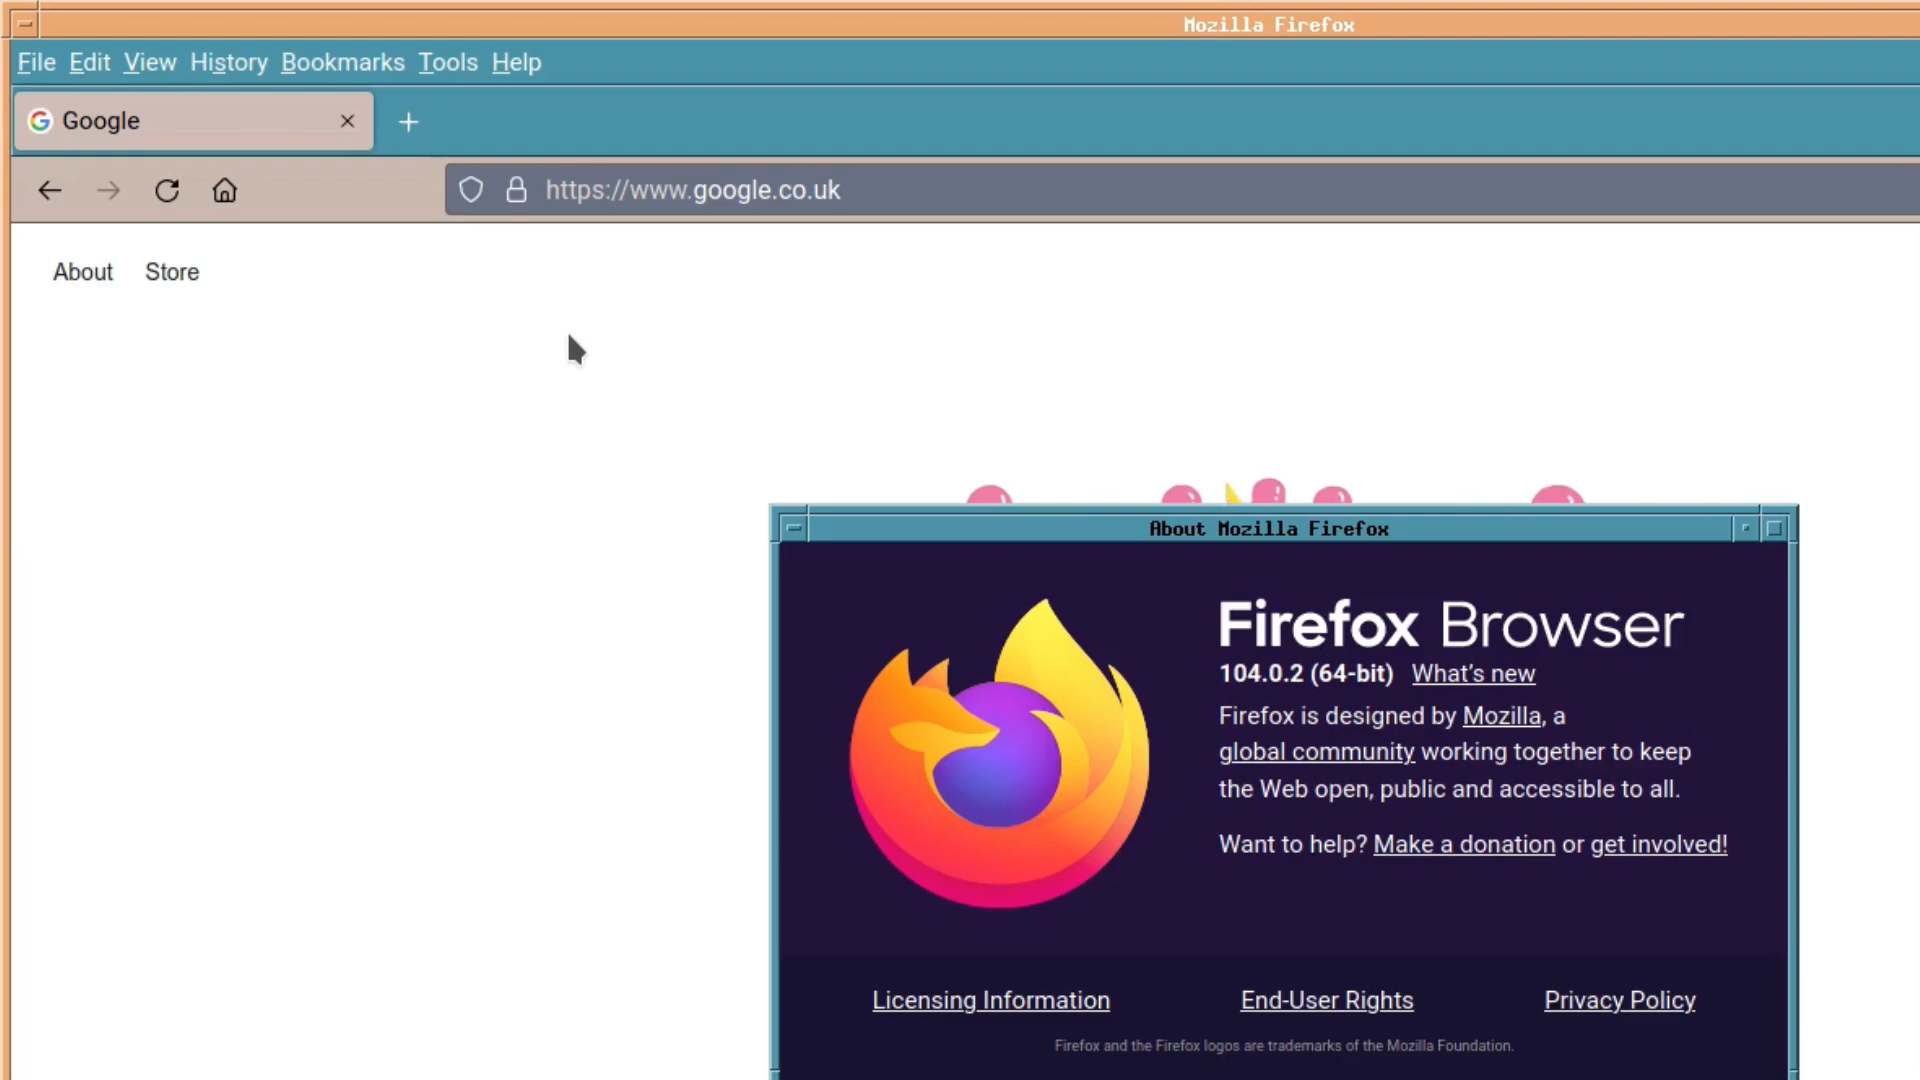 Mozilla Firefox
File Edit View History Bookmarks Tools Help
Google
https://www.google.co.uk
About Store
About Mozilla Firefox
Firefox Browser
104.0.2 (64-bit) What's new
Firefox is designed by Mozilla, a
global community working together to keep
the Web open, public and accessible to all.
Want to help? Make a donation or get involved!
Licensing Information End-User Rights Privacy Policy
Firefox and the Firefox logos are trademarks of the Mozilla Foundation.